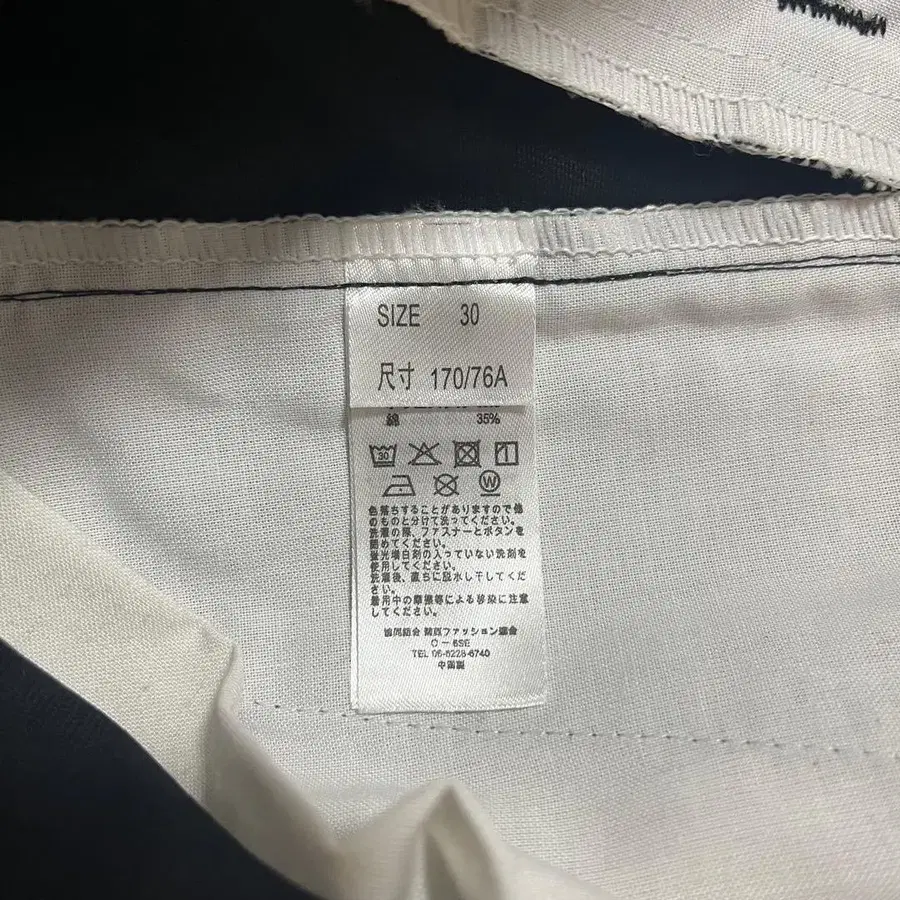 SIZE 30
尺寸 170/76A
綿 35%
30
W
色落ちすることがありますので他
のものと分けて洗ってください。
洗濯の際、ファスナーとボタンを
閉めてください。
蛍光増白剤の入っていない洗剤を
使用してください。
洗濯後、直ちに脱水し干してくだ
さい。
着用中の摩擦等による移染に注意
してください。
協同組合 関西ファッション連合
O-6SE
TEL 06-6228-6740
中国製